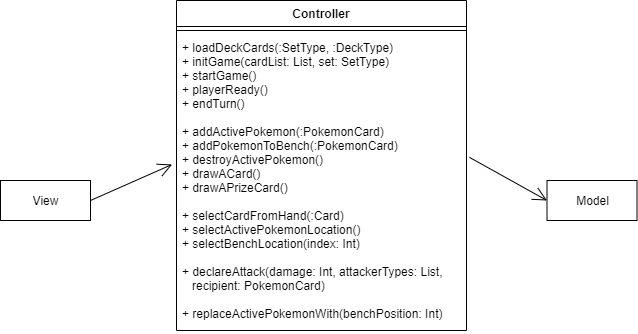 Controller
+ loadDeckCards(:SetType, :DeckType)
+ initGame(cardList: List, set: SetType)
+ startGame()
+ playerReady()
+ endTurn()
+ addActivePokemon(:PokemonCard)
+ addPokemonToBench(:PokemonCard)
+ destroyActivePokemon()
+ drawACard()
+ drawAPrizeCard()
View
Model
+ selectCardFromHand(:Card)
+ selectActivePokemonLocation()
+ selectBenchLocation(index: Int)
+ declareAttack(damage: Int, attackerTypes: List,
recipient: PokemonCard)
+ replaceActivePokemonWith(benchPosition: Int)